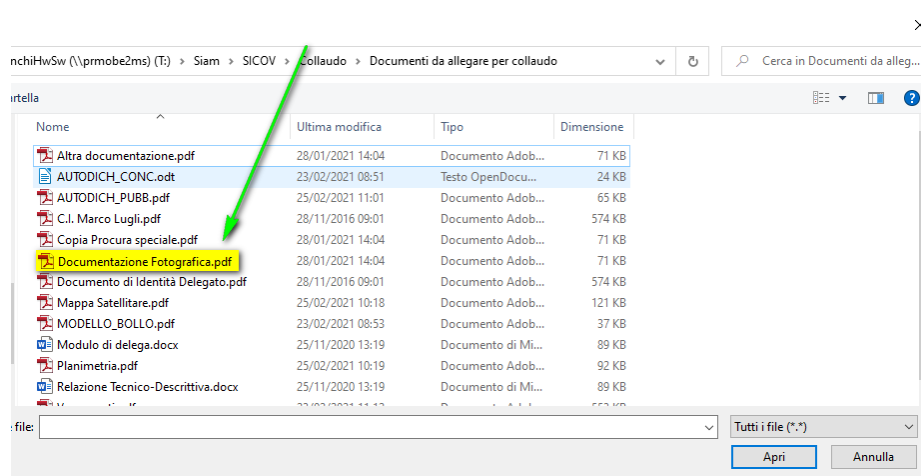 nchiHwSw (\\prmobe2ms) (T:) > Siam > SICOV > Collaudo > Documenti da allegare per collaudo
Cerca in Documenti da alleg...
rtella
Nome Ultima modifica Tipo Dimensione
Altra documentazione.pdf 28/01/2021 14:04 Documento Adob... 71 KB
AUTODICH_CONC.odt 23/02/2021 08:51 Testo OpenDocu... 24 KB
AUTODICH_PUBB.pdf 25/02/2021 11:01 Documento Adob... 65 KB
C.I. Marco Lugli.pdf 28/11/2016 09:01 Documento Adob... 574 KB
Copia Procura speciale.pdf 28/01/2021 14:04 Documento Adob... 71 KB
Documentazione Fotografica.pdf 28/01/2021 14:04 Documento Adob... 71 KB
Documento di Identità Delegato.pdf 28/11/2016 09:01 Documento Adob... 574 KB
Mappa Satellitare.pdf 25/02/2021 10:18 Documento Adob... 121 KB
MODELLO_BOLLO.pdf 23/02/2021 08:53 Documento Adob... 37 KB
Modulo di delega.docx 25/11/2020 13:19 Documento di Mi... 89 KB
Planimetria.pdf 25/02/2021 10:19 Documento Adob... 92 KB
Relazione Tecnico-Descrittiva.docx 25/11/2020 13:19 Documento di Mi... 89 KB
file: Tutti i file (*.*)
Apri Annulla